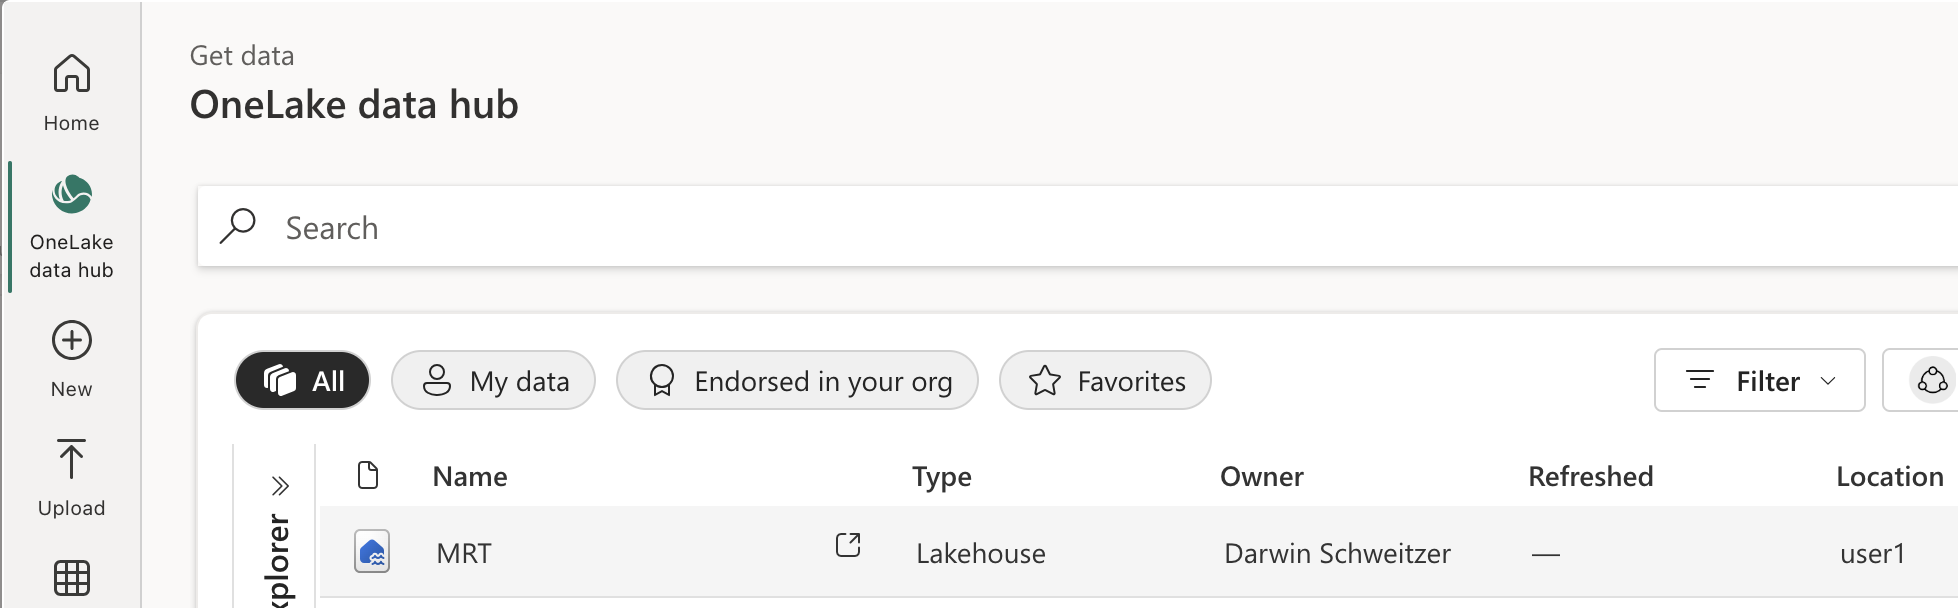 Home
OneLake
data hub
New
Upload
Get data
OneLake data hub
Search
All My data Endorsed in your org Favorites Filter
Name Type Owner Refreshed Location
MRT Lakehouse Darwin Schweitzer — user1
xplorer